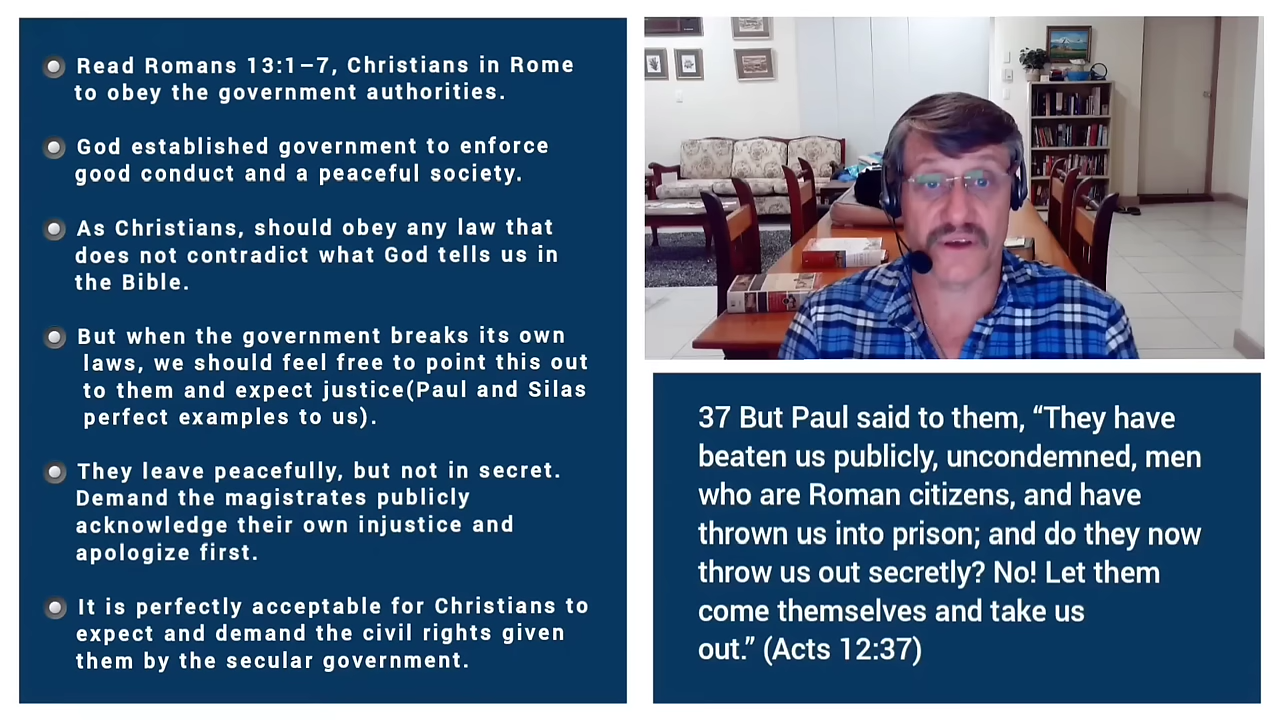 Read Romans 13:1–7, Christians in Rome
to obey the government authorities.
God established government to enforce
good conduct and a peaceful society.
As Christians, should obey any law that
does not contradict what God tells us in
the Bible.
But when the government breaks its own
laws, we should feel free to point this out
to them and expect justice(Paul and Silas
perfect examples to us).
They leave peacefully, but not in secret.
Demand the magistrates publicly
acknowledge their own injustice and
apologize first.
It is perfectly acceptable for Christians to
expect and demand the civil rights given
them by the secular government.
37 But Paul said to them, “They have
beaten us publicly, uncondemned, men
who are Roman citizens, and have
thrown us into prison; and do they now
throw us out secretly? No! Let them
come themselves and take us
out.” (Acts 12:37)